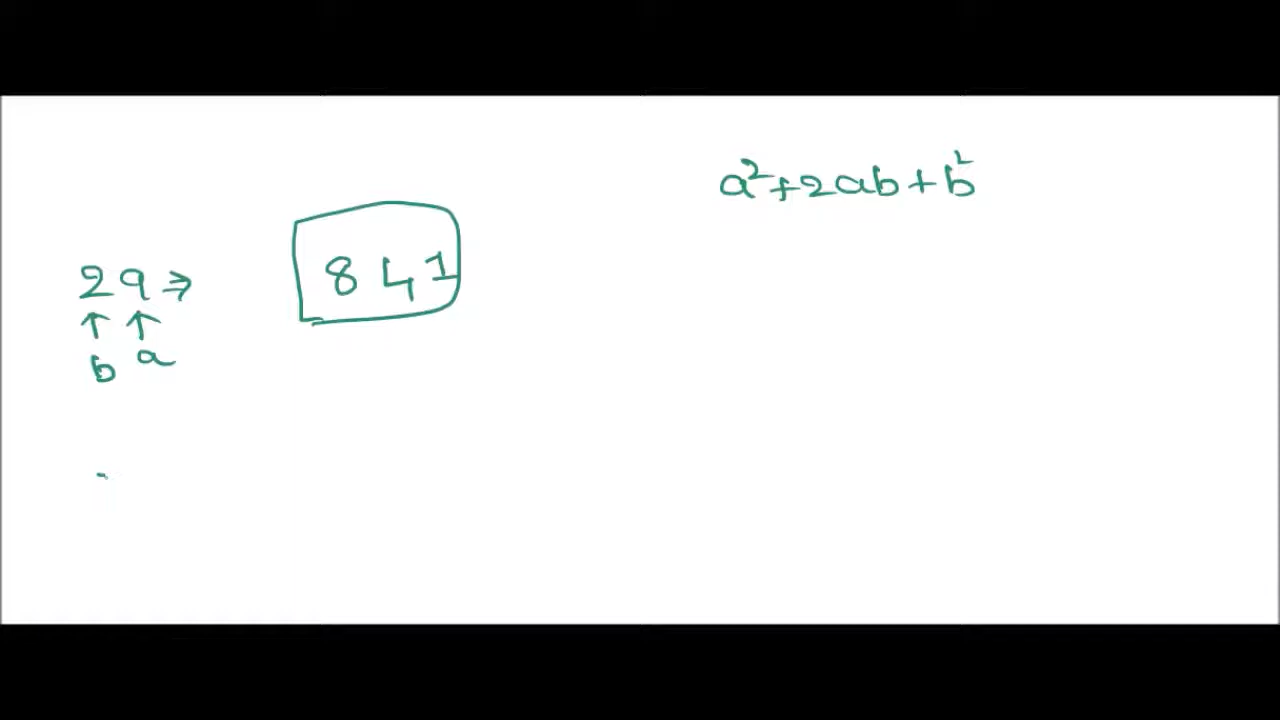 a²+2ab+b²
29⇒ 841
↑ ↑
b a